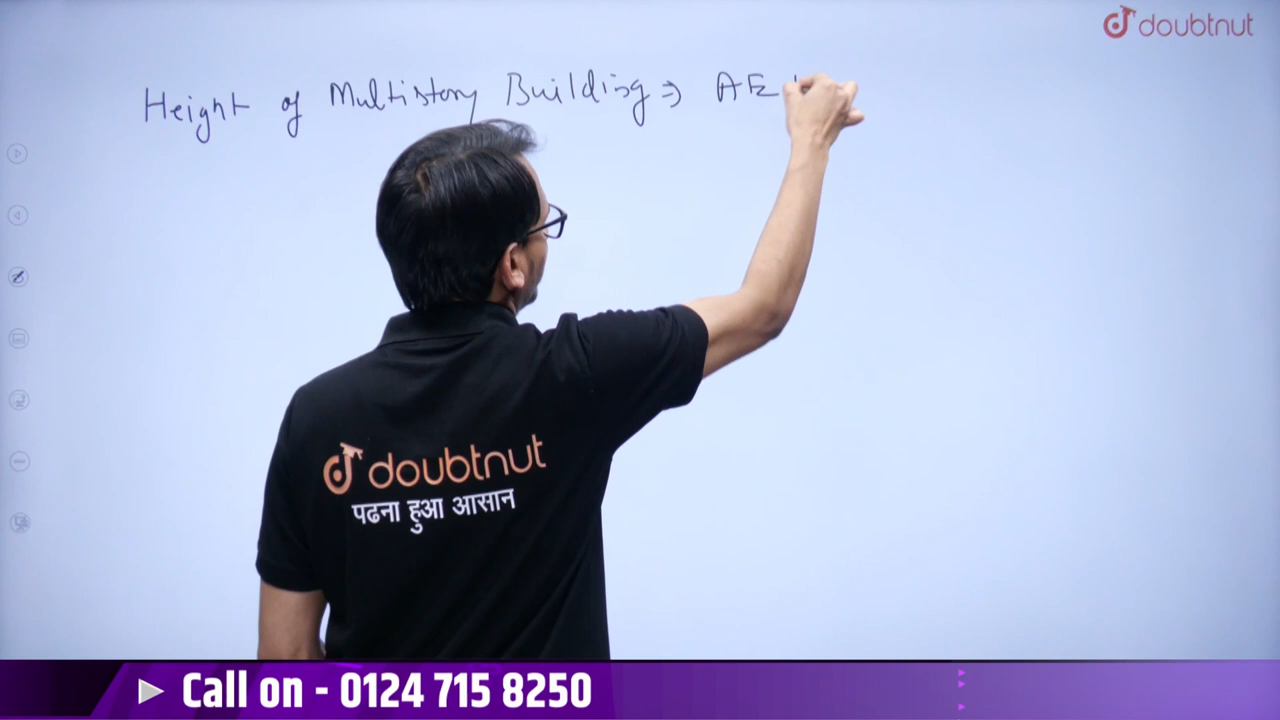 doubtnut
Height of Multistory Building => AE
doubtnut
पढना हुआ आसान
Call on - 0124 715 8250